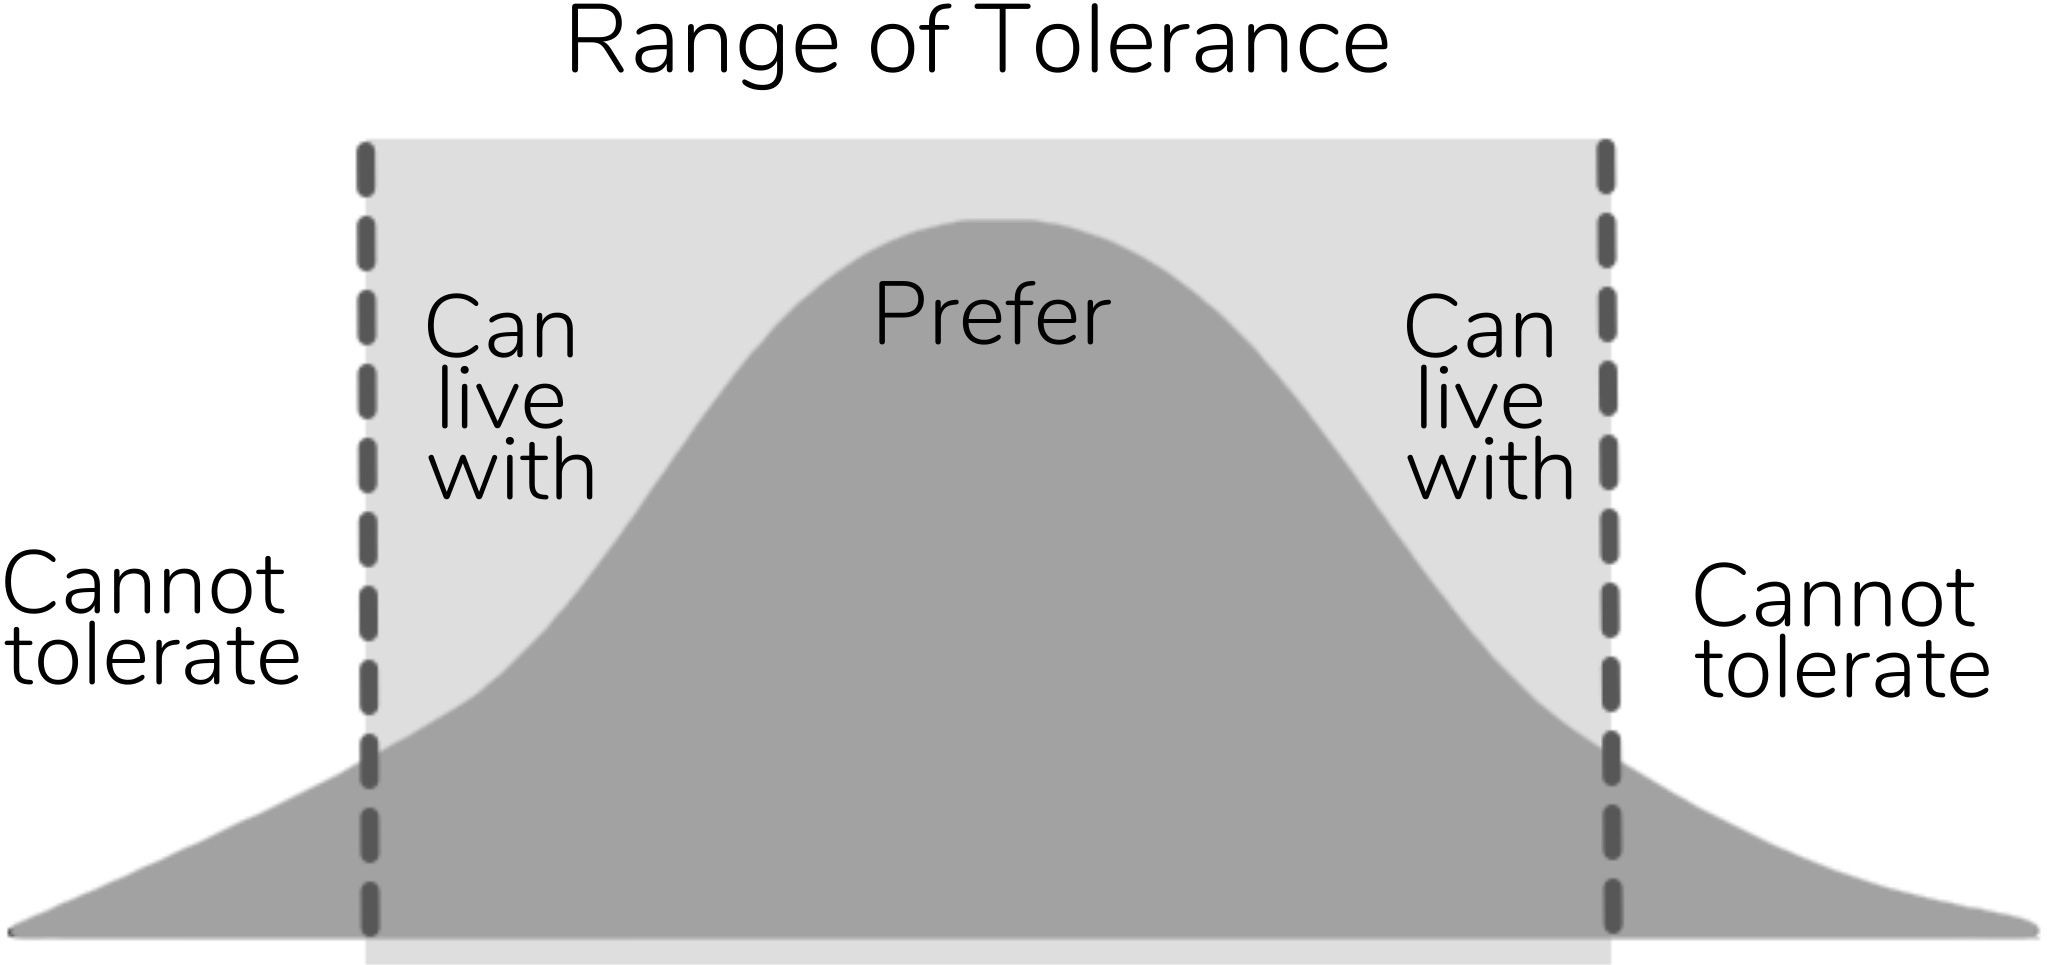 Range of Tolerance
Can
live
with
Prefer
Can
live
with
Cannot
tolerate
Cannot
tolerate